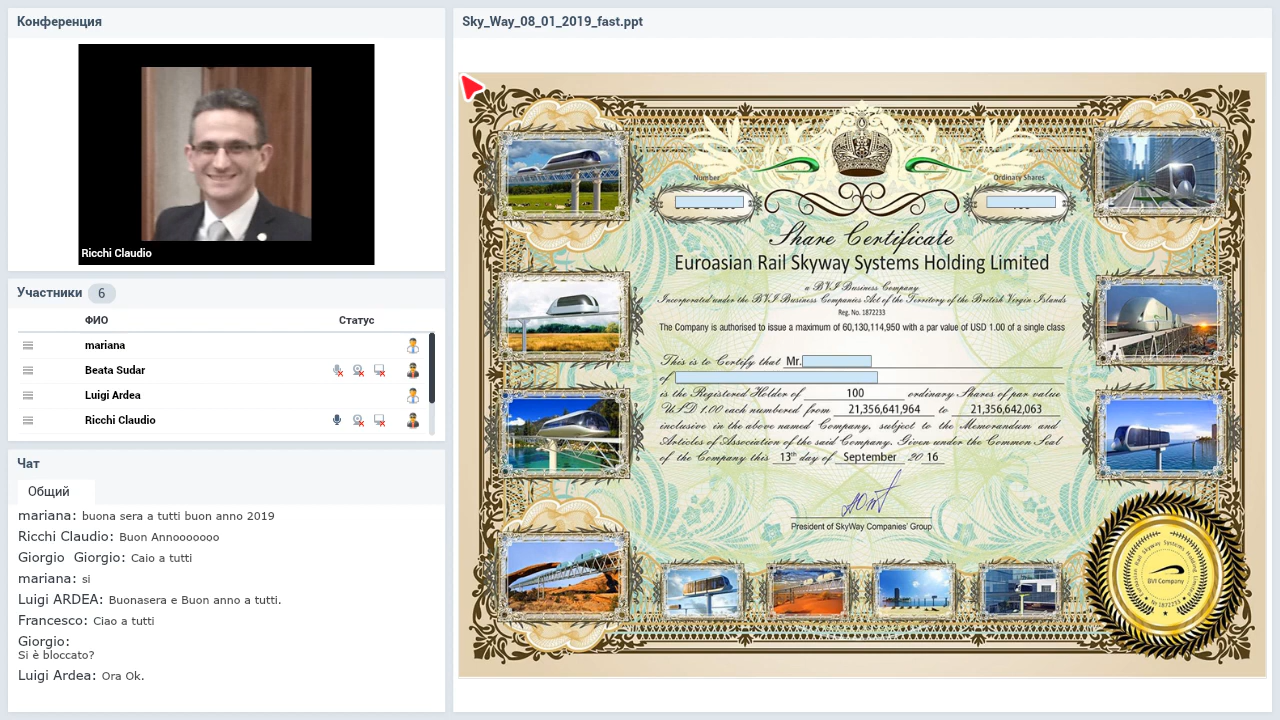 Конференция
Ricchi Claudio
Участники 6
ФИО Статус
mariana
Beata Sudar
Luigi Ardea
Ricchi Claudio
Чат
Общий
mariana: buona sera a tutti buon anno 2019
Ricchi Claudio: Buon Annoooooooo
Giorgio Giorgio: Caio a tutti
mariana: si
Luigi ARDEA: Buonasera e Buon anno a tutti.
Francesco: Ciao a tutti
Giorgio:
Si è bloccato?
Luigi Ardea: Ora Ok.
Sky_Way_08_01_2019_fast.ppt
Number
Ordinary Shares
Share Certificate
Euroasian Rail Skyway Systems Holding Limited
a BVI Business Company
Incorporated under the BVI Business Companies Act of the Territory of the British Virgin Islands
Reg. No. 1872233
The Company is authorised to issue a maximum of 60,130,114,950 with a par value of USD 1.00 of a single class
This is to Certify that Mr.
of
is the Registered Holder of 100 ordinary Shares of par value
USD 1.00 each numbered from 21,356,641,964 to 21,356,642,063
inclusive in the above named Company, subject to the Memorandum and
Articles of Association of the said Company. Given under the Common Seal
of the Company this 13th day of September 20 16
President of SkyWay Companies' Group
Rail Skyway Systems Holding
BVI Company